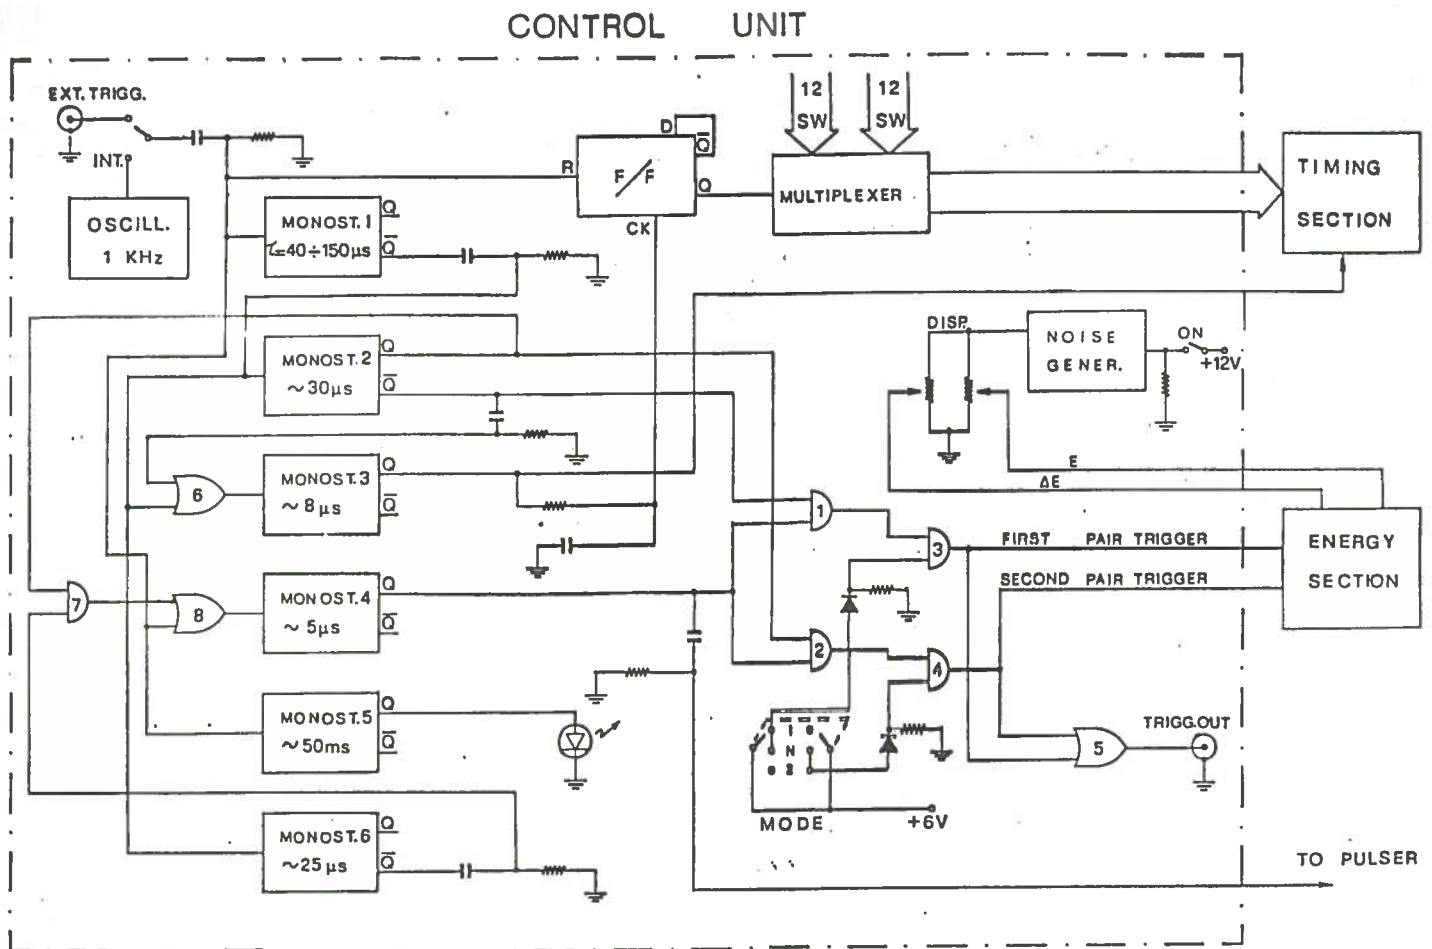 CONTROL UNIT
EXT. TRIGG.
INT.
OSCILL.
1 KHz
MONOST.1
τ=40÷150µs
Q
Q̅
R
D
Q̅
F/F
Q
CK
12
SW
12
SW
MULTIPLEXER
TIMING
SECTION
MONOST.2
~30µs
Q
Q̅
DISP.
NOISE
GENER.
ON
+12V
MONOST.3
~8µs
Q
Q̅
6
E
ΔE
1
3
FIRST PAIR TRIGGER
SECOND PAIR TRIGGER
ENERGY
SECTION
7
8
MONOST.4
~5µs
Q
Q̅
2
4
MONOST.5
~50ms
Q
Q̅
1
N
2
MODE
+6V
5
TRIGG.OUT
MONOST.6
~25µs
Q
Q̅
TO PULSER